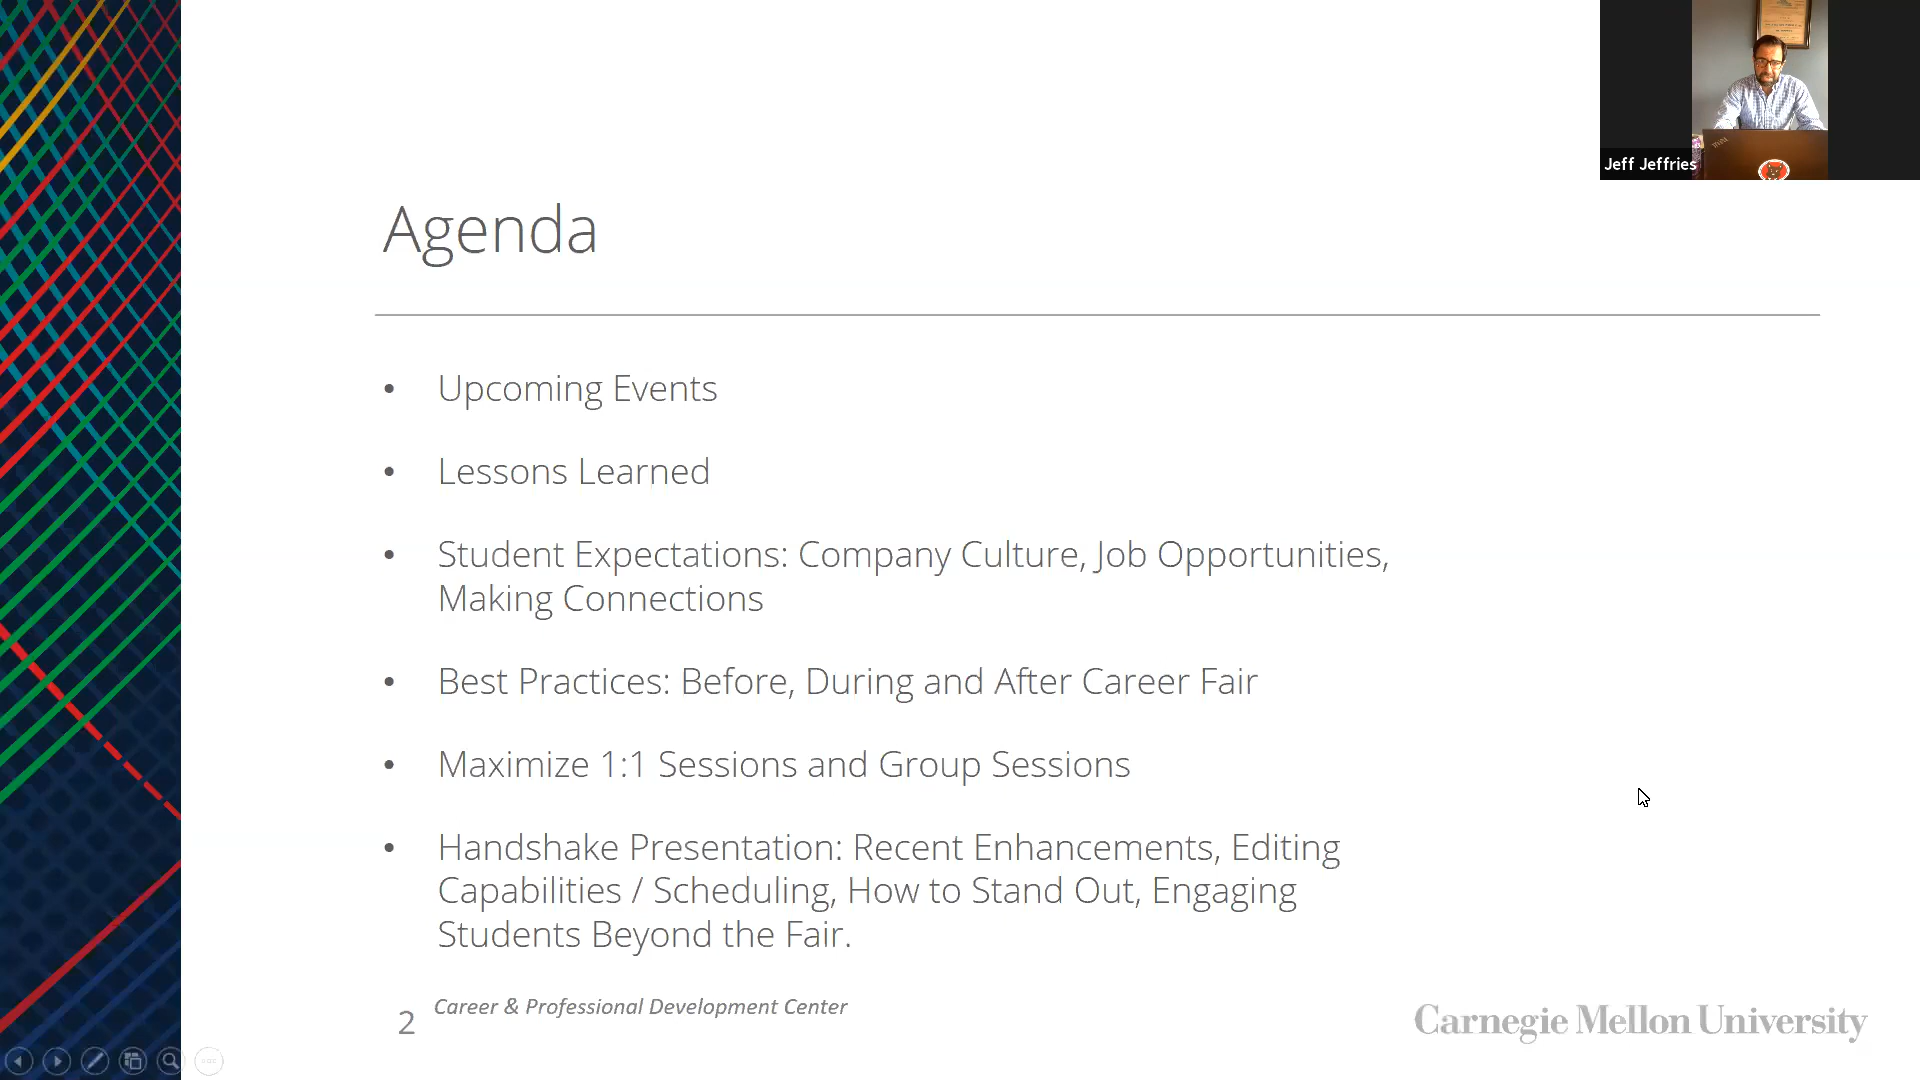 Jeff Jeffries
Agenda
• Upcoming Events
• Lessons Learned
• Student Expectations: Company Culture, Job Opportunities,
Making Connections
• Best Practices: Before, During and After Career Fair
• Maximize 1:1 Sessions and Group Sessions
• Handshake Presentation: Recent Enhancements, Editing
Capabilities / Scheduling, How to Stand Out, Engaging
Students Beyond the Fair.
2 Career & Professional Development Center
Carnegie Mellon University